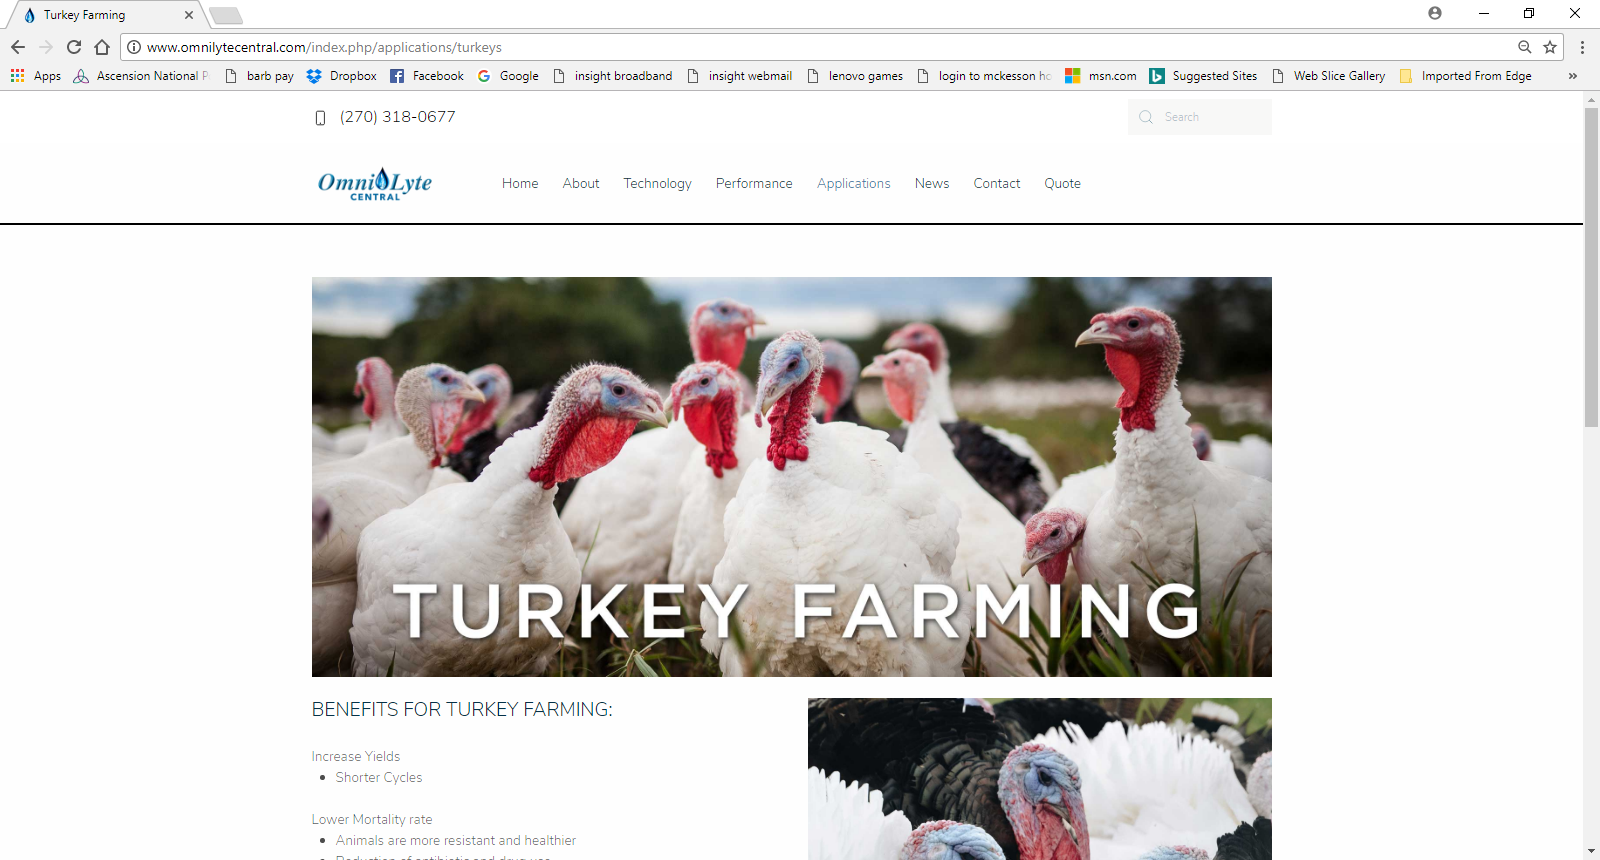 Turkey Farming
www.omnilytecentral.com/index.php/applications/turkeys
Apps Ascension National barb pay Dropbox Facebook Google insight broadband insight webmail lenovo games login to mckesson msn.com Suggested Sites Web Slice Gallery Imported From Edge »
(270) 318-0677
Search
Omni Lyte
CENTRAL
Home About Technology Performance Applications News Contact Quote
TURKEY FARMING
BENEFITS FOR TURKEY FARMING:
Increase Yields
• Shorter Cycles
Lower Mortality rate
• Animals are more resistant and healthier